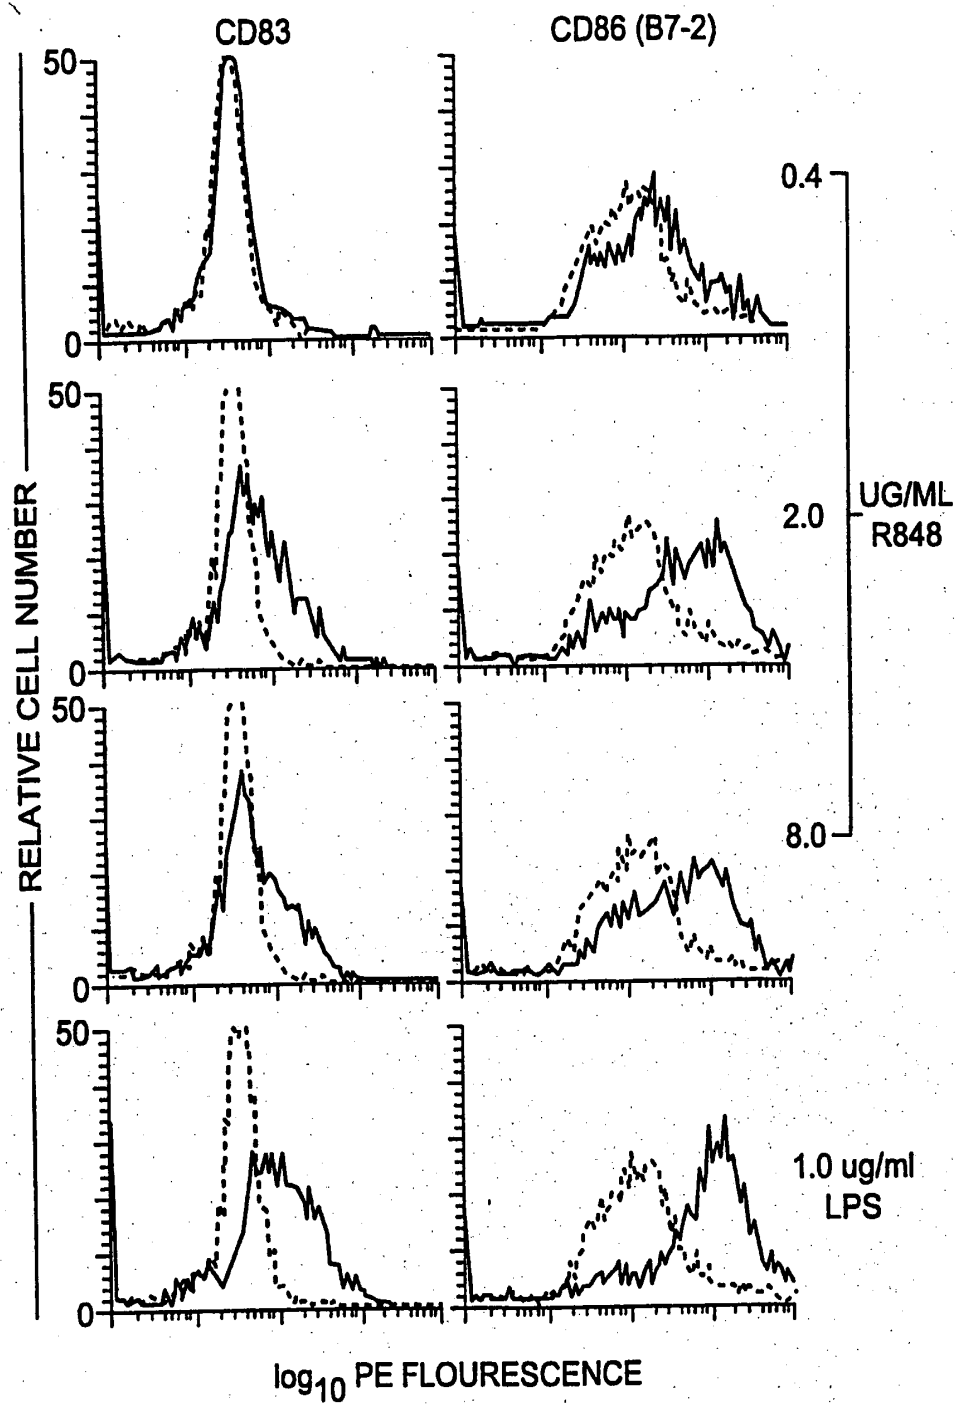 CD83
CD86 (B7-2)
50
0
0.4
50
0
2.0
UG/ML
R848
50
0
8.0
50
0
1.0 ug/ml
LPS
RELATIVE CELL NUMBER
log10 PE FLOURESCENCE